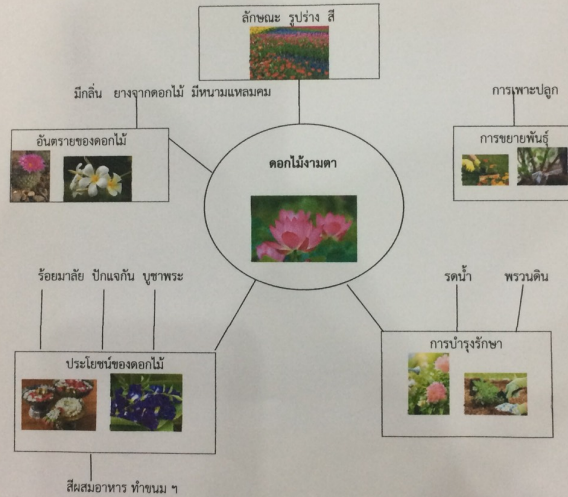 ลักษณะ รูปร่าง สี
มีกลิ่น ยางจากดอกไม้ มีหนามแหลมคม
การเพาะปลูก
อันตรายของดอกไม้
การขยายพันธุ์
ดอกไม้งามตา
ร้อยมาลัย ปักแจกัน บูชาพระ
รดน้ำ พรวนดิน
ประโยชน์ของดอกไม้
การบำรุงรักษา
สีผสมอาหาร ทำขนม ฯ